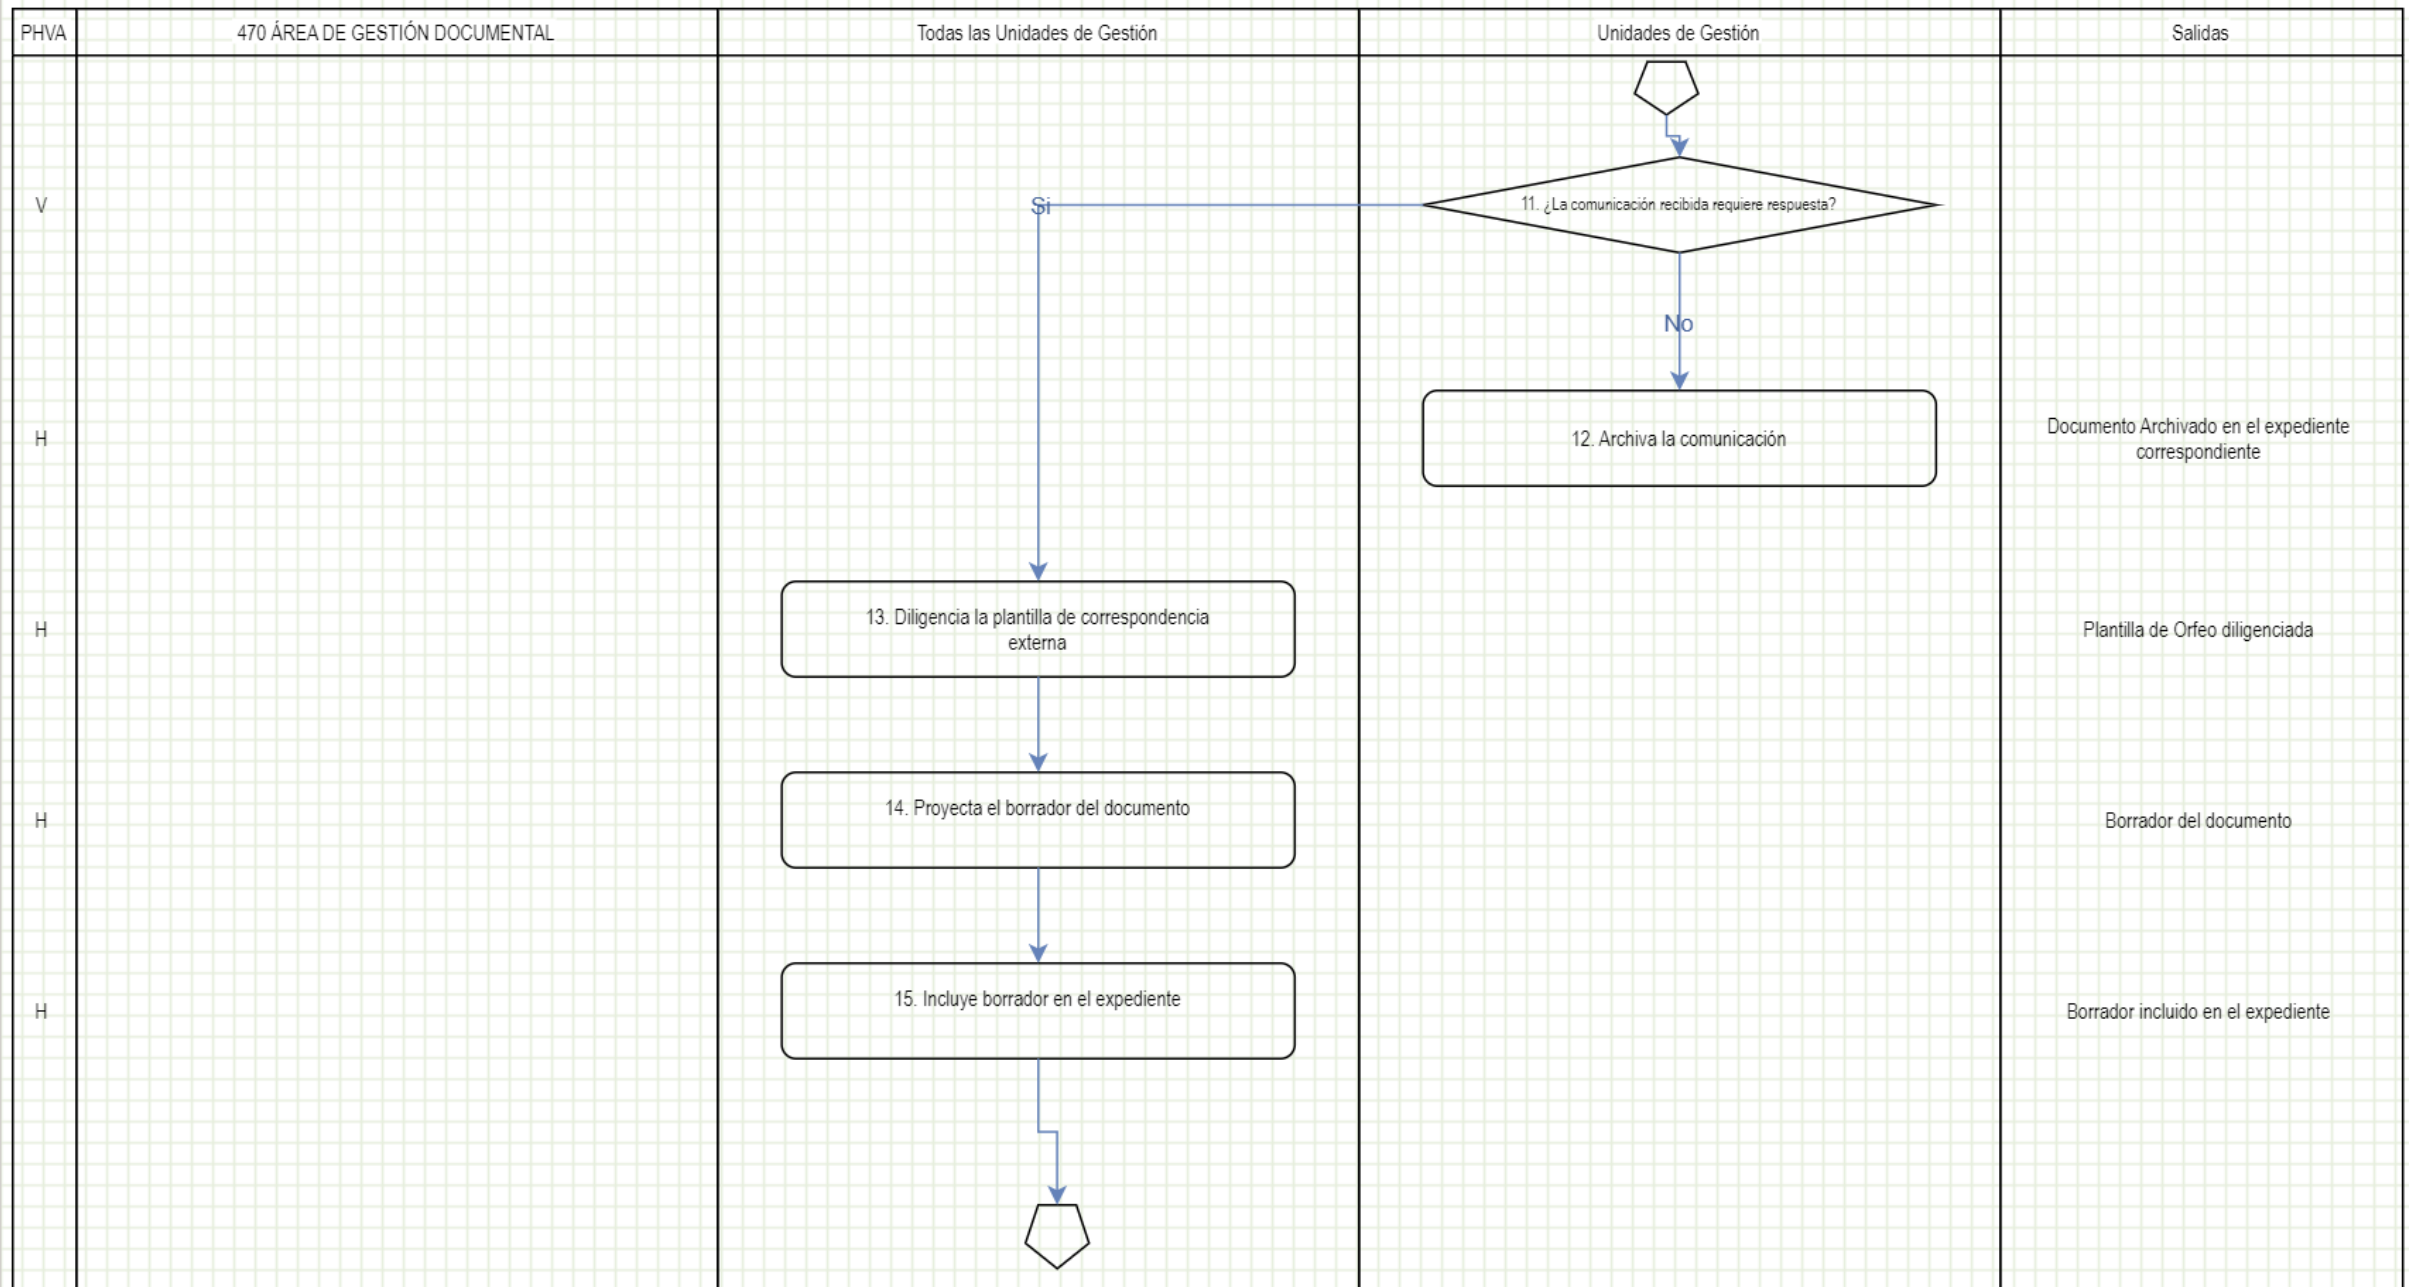 PHVA
470 ÁREA DE GESTIÓN DOCUMENTAL
Todas las Unidades de Gestión
Unidades de Gestión
Salidas
V
Si
11. ¿La comunicación recibida requiere respuesta?
No
H
12. Archiva la comunicación
Documento Archivado en el expediente
correspondiente
H
13. Diligencia la plantilla de correspondencia
externa
Plantilla de Orfeo diligenciada
H
14. Proyecta el borrador del documento
Borrador del documento
H
15. Incluye borrador en el expediente
Borrador incluido en el expediente